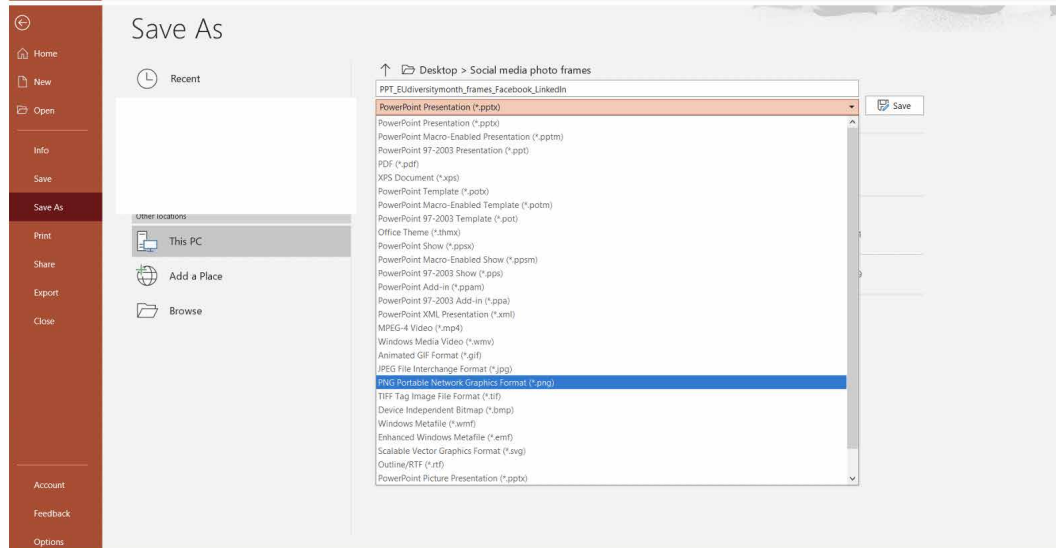 Save As
Home
New
Open
Info
Save
Save As
Print
Share
Export
Close
Account
Feedback
Options
Recent
Other locations
This PC
Add a Place
Browse
Desktop > Social media photo frames
PPT_EUdiversitymonth_frames_Facebook_LinkedIn
PowerPoint Presentation (*.pptx)
Save
PowerPoint Presentation (*.pptx)
PowerPoint Macro-Enabled Presentation (*.pptm)
PowerPoint 97-2003 Presentation (*.ppt)
PDF (*.pdf)
XPS Document (*.xps)
PowerPoint Template (*.potx)
PowerPoint Macro-Enabled Template (*.potm)
PowerPoint 97-2003 Template (*.pot)
Office Theme (*.thmx)
PowerPoint Show (*.ppsx)
PowerPoint Macro-Enabled Show (*.ppsm)
PowerPoint 97-2003 Show (*.pps)
PowerPoint Add-in (*.ppam)
PowerPoint 97-2003 Add-in (*.ppa)
PowerPoint XML Presentation (*.xml)
MPEG-4 Video (*.mp4)
Windows Media Video (*.wmv)
Animated GIF Format (*.gif)
JPEG File Interchange Format (*.jpg)
PNG Portable Network Graphics Format (*.png)
TIFF Tag Image File Format (*.tif)
Device Independent Bitmap (*.bmp)
Windows Metafile (*.wmf)
Enhanced Windows Metafile (*.emf)
Scalable Vector Graphics Format (*.svg)
Outline/RTF (*.rtf)
PowerPoint Picture Presentation (*.pptx)